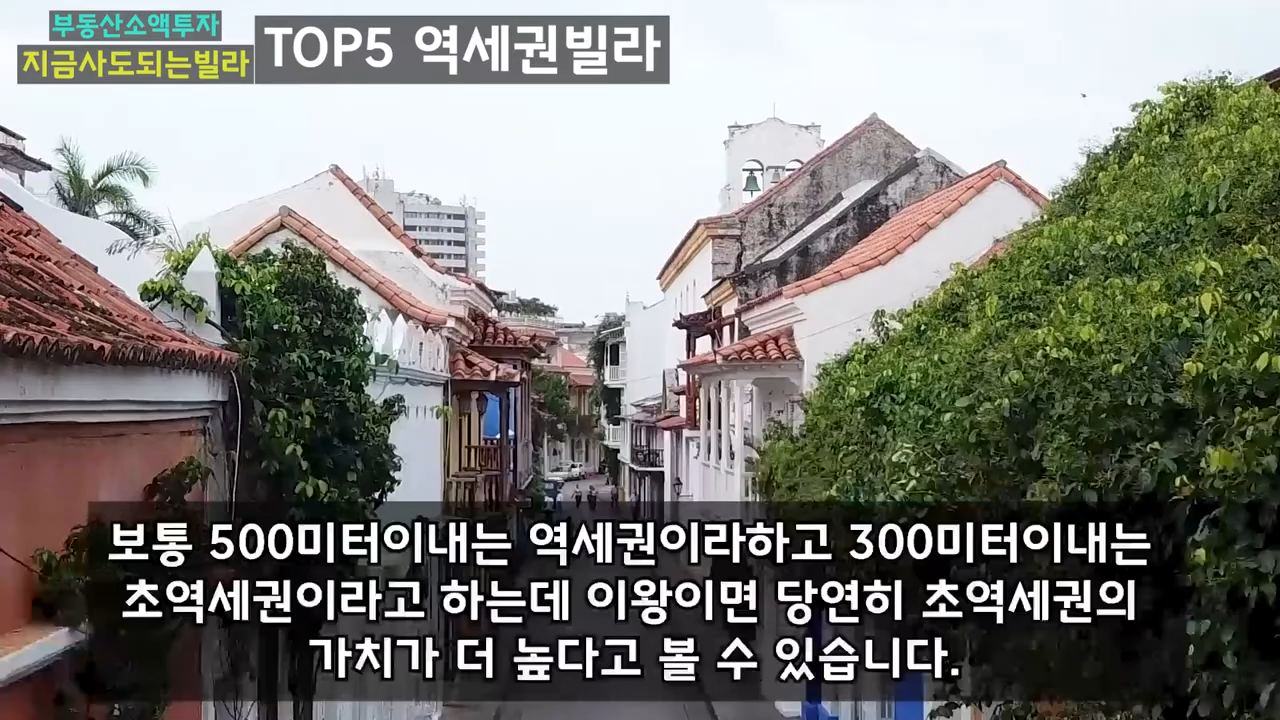 부동산소액투자
지금사도되는빌라
TOP5 역세권빌라
보통 500미터이내는 역세권이라하고 300미터이내는
초역세권이라고 하는데 이왕이면 당연히 초역세권의
가치가 더 높다고 볼 수 있습니다.